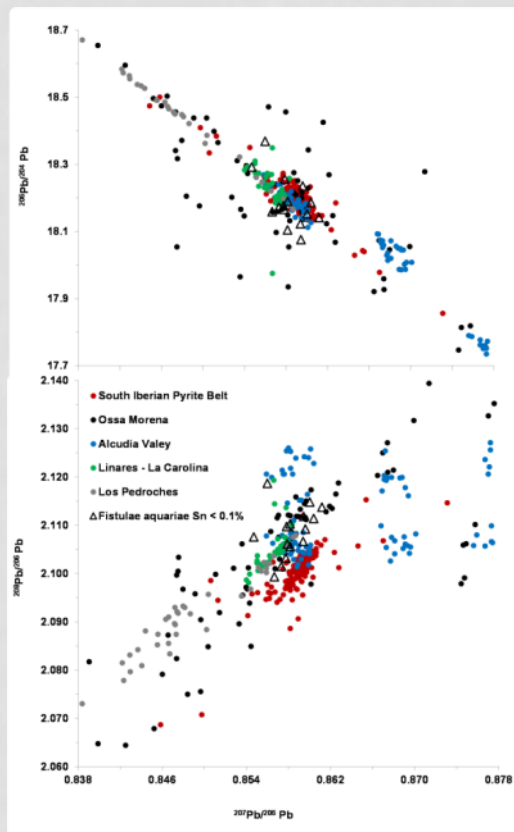 18.7
18.5
18.3
18.1
17.9
17.7
206Pb/204 Pb
2.140
2.130
2.120
2.110
2.100
2.090
2.080
2.070
2.060
208Pb/206 Pb
South Iberian Pyrite Belt
Ossa Morena
Alcudia Valey
Linares - La Carolina
Los Pedroches
Fistulae aquariae Sn < 0.1%
0.838 0.846 0.854 0.862 0.870 0.878
207Pb/206 Pb